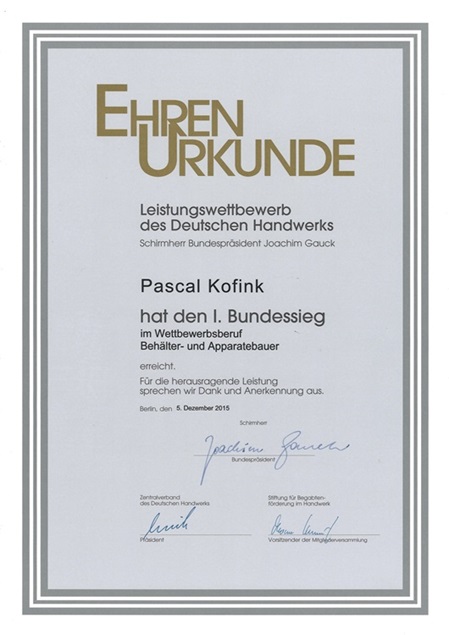 EHREN
URKUNDE
Leistungswettbewerb
des Deutschen Handwerks
Schirmherr Bundespräsident Joachim Gauck
Pascal Kofink
hat den I. Bundessieg
im Wettbewerbsberuf
Behälter- und Apparatebauer
erreicht.
Für die herausragende Leistung
sprechen wir Dank und Anerkennung aus.
Berlin, den 5. Dezember 2015
Schirmherr
Joachim Gauck
Bundespräsident
Zentralverband
des Deutschen Handwerks
Präsident
Stiftung für Begabten-
förderung im Handwerk
Vorsitzender der Mitgliederversammlung